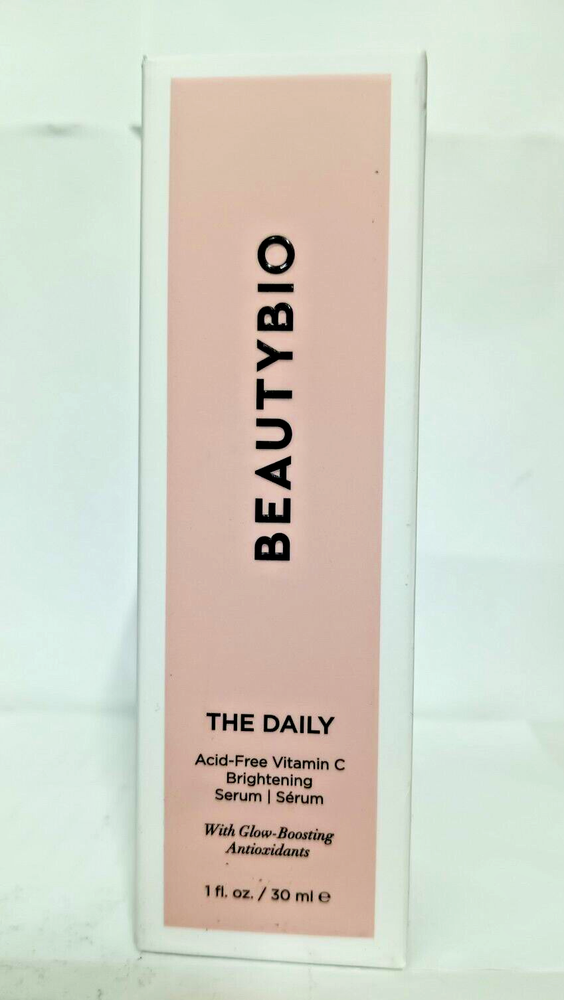 BEAUTYBIO
THE DAILY
Acid-Free Vitamin C
Brightening
Serum | Sérum
With Glow-Boosting
Antioxidants
1 fl. oz. / 30 ml ℮